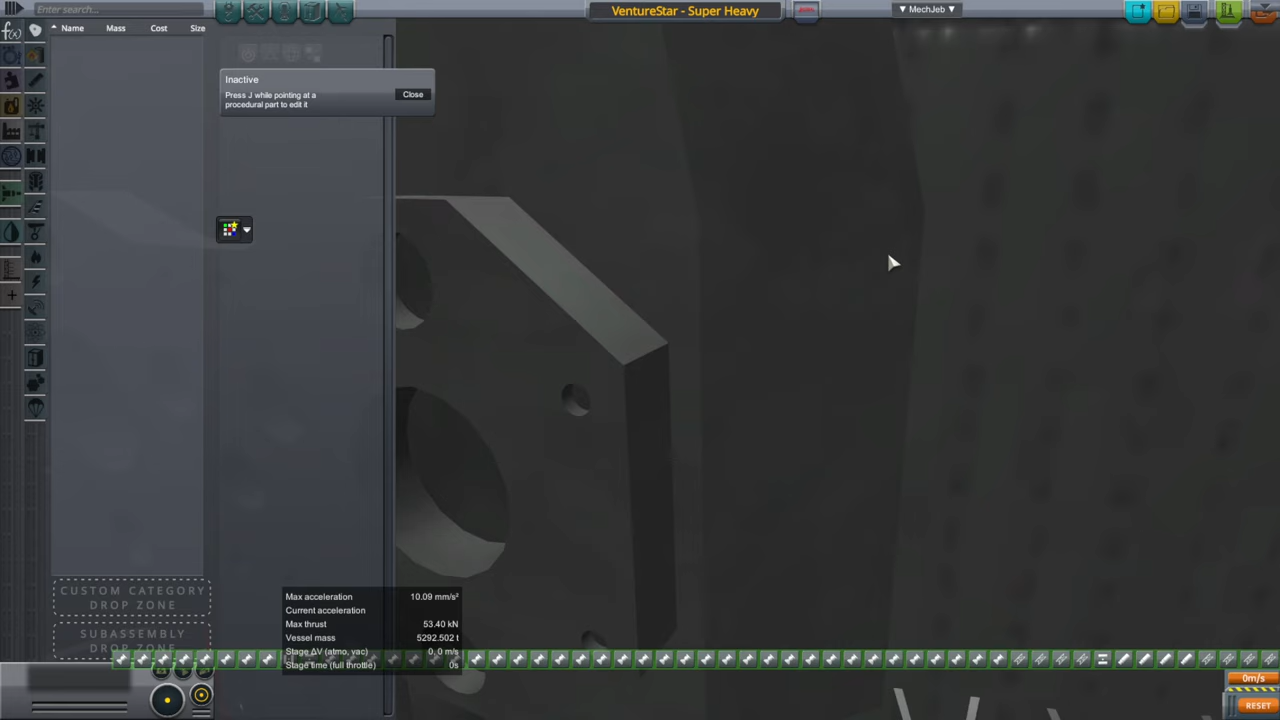 Enter search...
VentureStar - Super Heavy
▼ MechJeb ▼
Name Mass Cost Size
f(x)
Inactive
Press J while pointing at a
procedural part to edit it
Close
CUSTOM CATEGORY
DROP ZONE
SUBASSEMBLY
DROP ZONE
Max acceleration 10.09 mm/s²
Current acceleration
Max thrust 53.40 kN
Vessel mass 5292.502 t
Stage ΔV (atmo, vac) 0, 0 m/s
Stage time (full throttle) 0s
0m/s
RESET